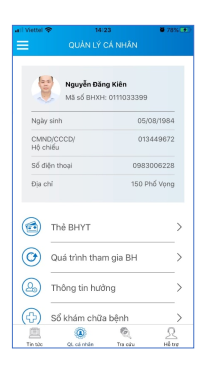 Viettel 14:23 78%
QUẢN LÝ CÁ NHÂN
Nguyễn Đăng Kiên
Mã số BHXH: 0111033399
Ngày sinh 05/08/1984
CMND/CCCD/ 013449672
Hộ chiếu
Số điện thoại 0983006228
Địa chỉ 150 Phố Vọng
Thẻ BHYT
Quá trình tham gia BH
Thông tin hưởng
Sổ khám chữa bệnh
Tin tức QL cá nhân Tra cứu Hỗ trợ